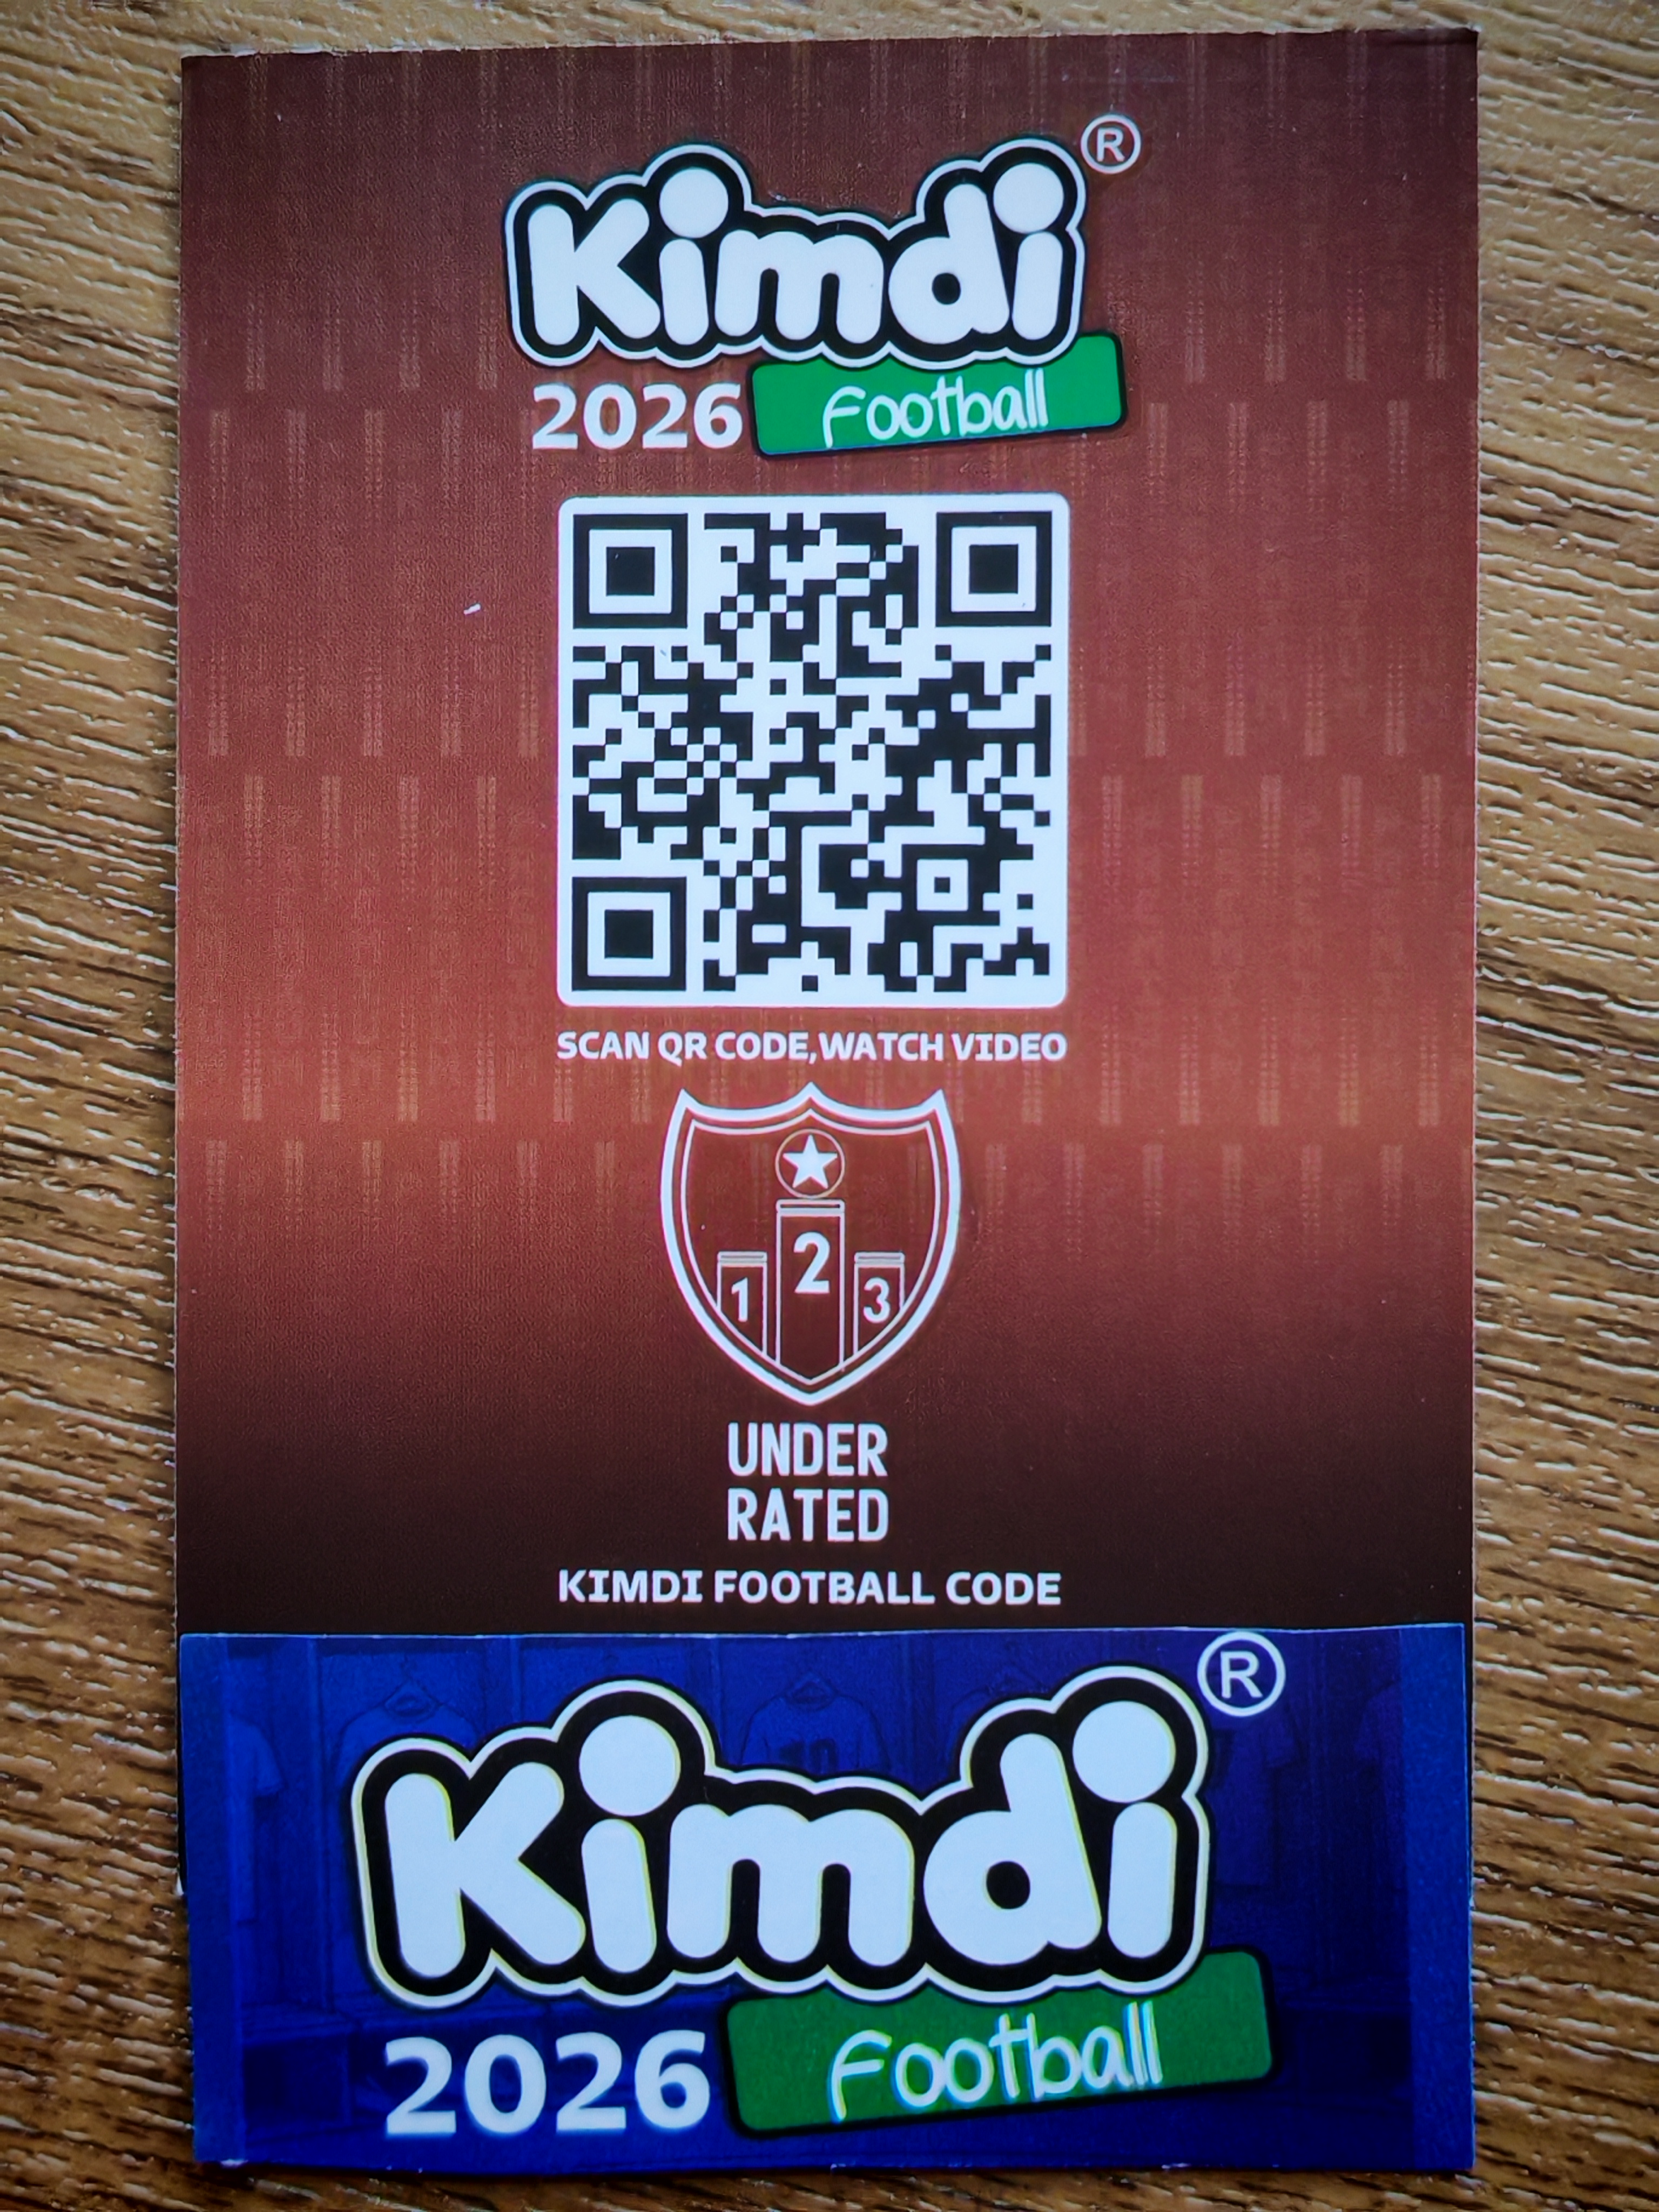 Kimdi®
2026 Football
SCAN QR CODE,WATCH VIDEO
1 2 3
UNDER
RATED
KIMDI FOOTBALL CODE
Kimdi®
2026 Football